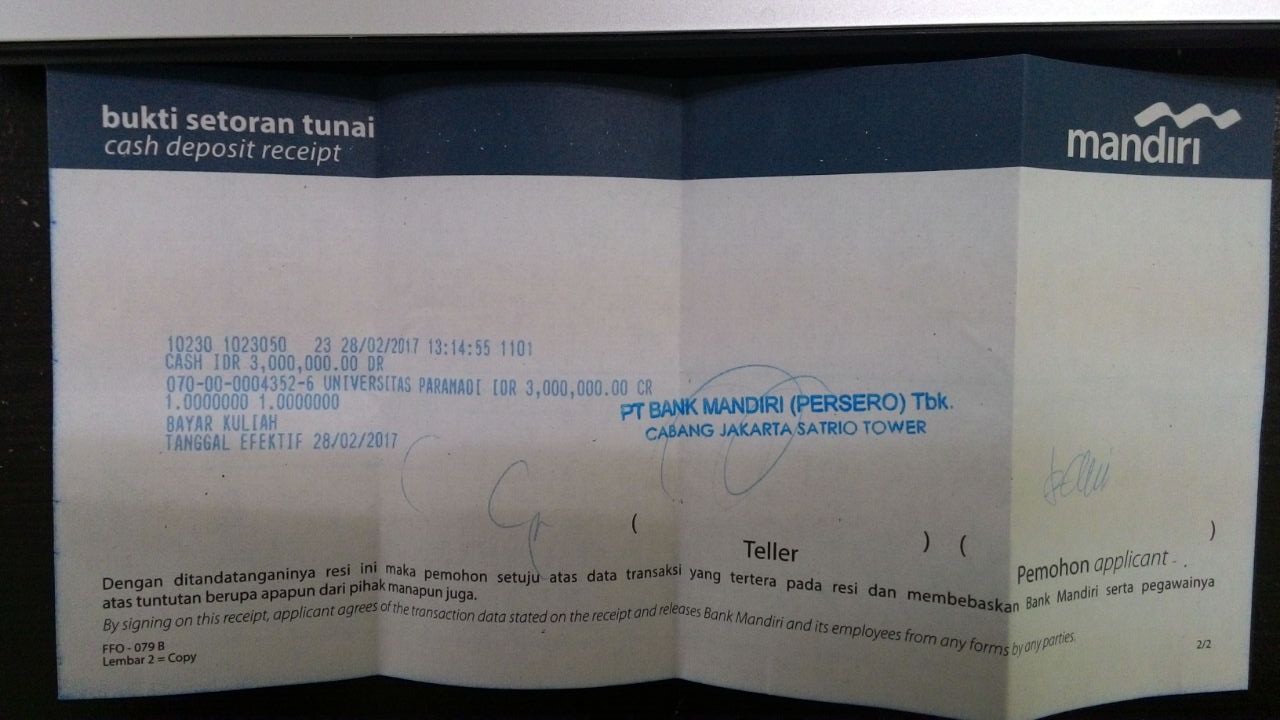 bukti setoran tunai
cash deposit receipt
mandiri
10230 1023050 23 28/02/2017 13:14:55 1101
CASH IDR 3,000,000.00 DR
070-00-0004352-6 UNIVERSITAS PARAMADI IDR 3,000,000.00 CR
1.0000000 1.0000000
BAYAR KULIAH
TANGGAL EFEKTIF 28/02/2017
PT BANK MANDIRI (PERSERO) Tbk.
CABANG JAKARTA SATRIO TOWER
( Teller ) ( Pemohon applicant )
Dengan ditandatanganinya resi ini maka pemohon setuju atas data transaksi yang tertera pada resi dan membebaskan Bank Mandiri serta pegawainya
atas tuntutan berupa apapun dari pihak manapun juga.
By signing on this receipt, applicant agrees of the transaction data stated on the receipt and releases Bank Mandiri and its employees from any forms by any parties.
FFO - 079 B
Lembar 2 = Copy
2/2